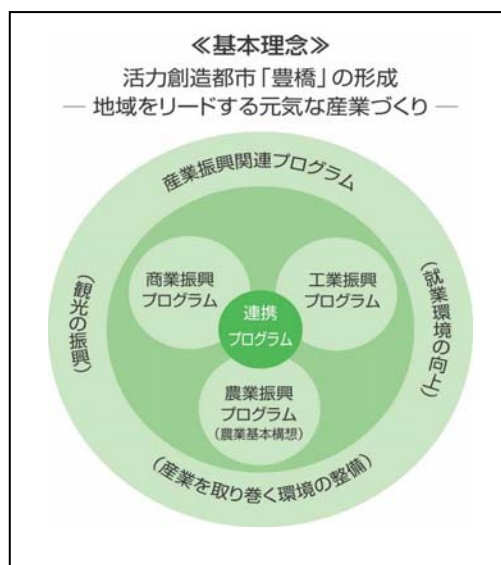 ≪基本理念≫
活力創造都市「豊橋」の形成
― 地域をリードする元気な産業づくり ―
産業振興関連プログラム
(観光の振興)
(就業環境の向上)
商業振興
プログラム
工業振興
プログラム
連携
プログラム
農業振興
プログラム
(農業基本構想)
(産業を取り巻く環境の整備)